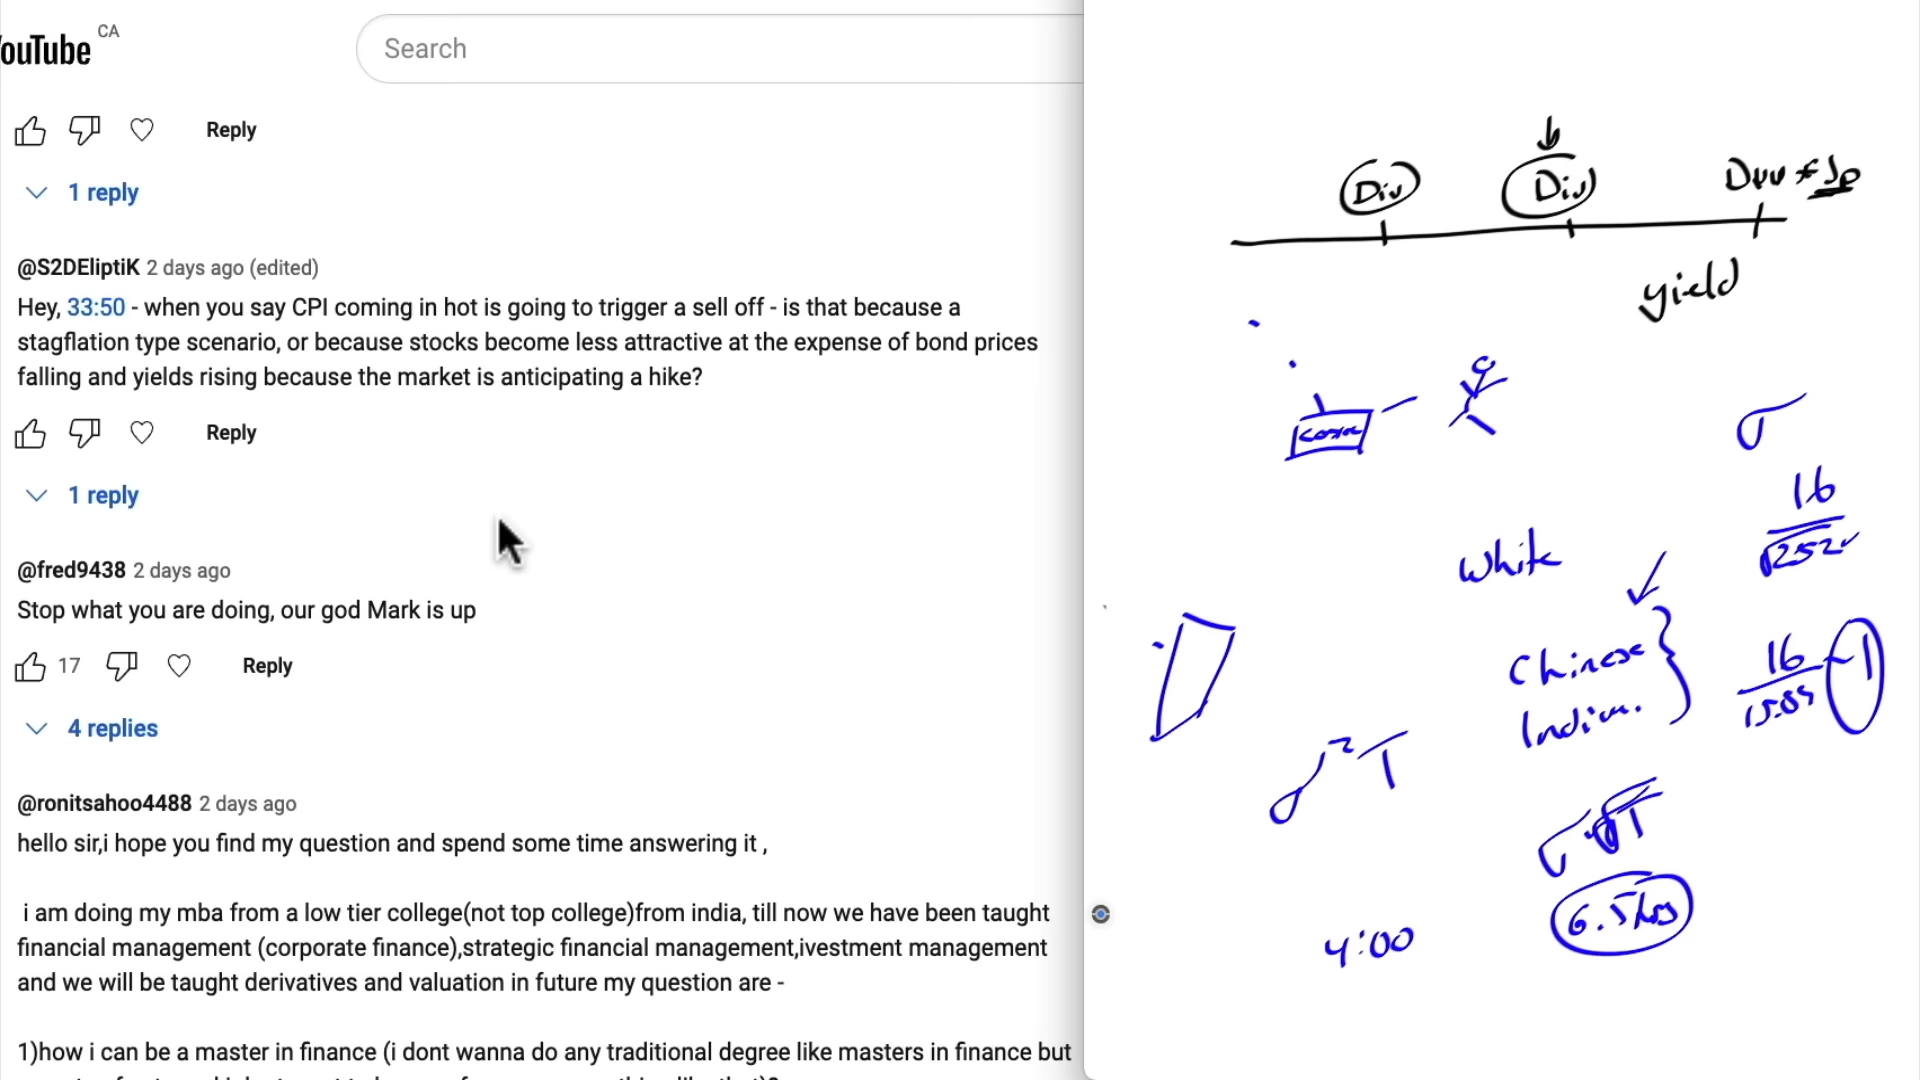 ouTube CA
Search
Reply
1 reply
@S2DEliptiK 2 days ago (edited)
Hey, 33:50 - when you say CPI coming in hot is going to trigger a sell off - is that because a
stagflation type scenario, or because stocks become less attractive at the expense of bond prices
falling and yields rising because the market is anticipating a hike?
Reply
1 reply
@fred9438 2 days ago
Stop what you are doing, our god Mark is up
17 Reply
4 replies
@ronitsahoo4488 2 days ago
hello sir,i hope you find my question and spend some time answering it ,
i am doing my mba from a low tier college(not top college)from india, till now we have been taught
financial management (corporate finance),strategic financial management,ivestment management
and we will be taught derivatives and valuation in future my question are -
1)how i can be a master in finance (i dont wanna do any traditional degree like masters in finance but
Div Div
yield
σ
16
√252
White
Chinese
16
15.85
1
σ²T
σ√T
6.5hrs
4:00